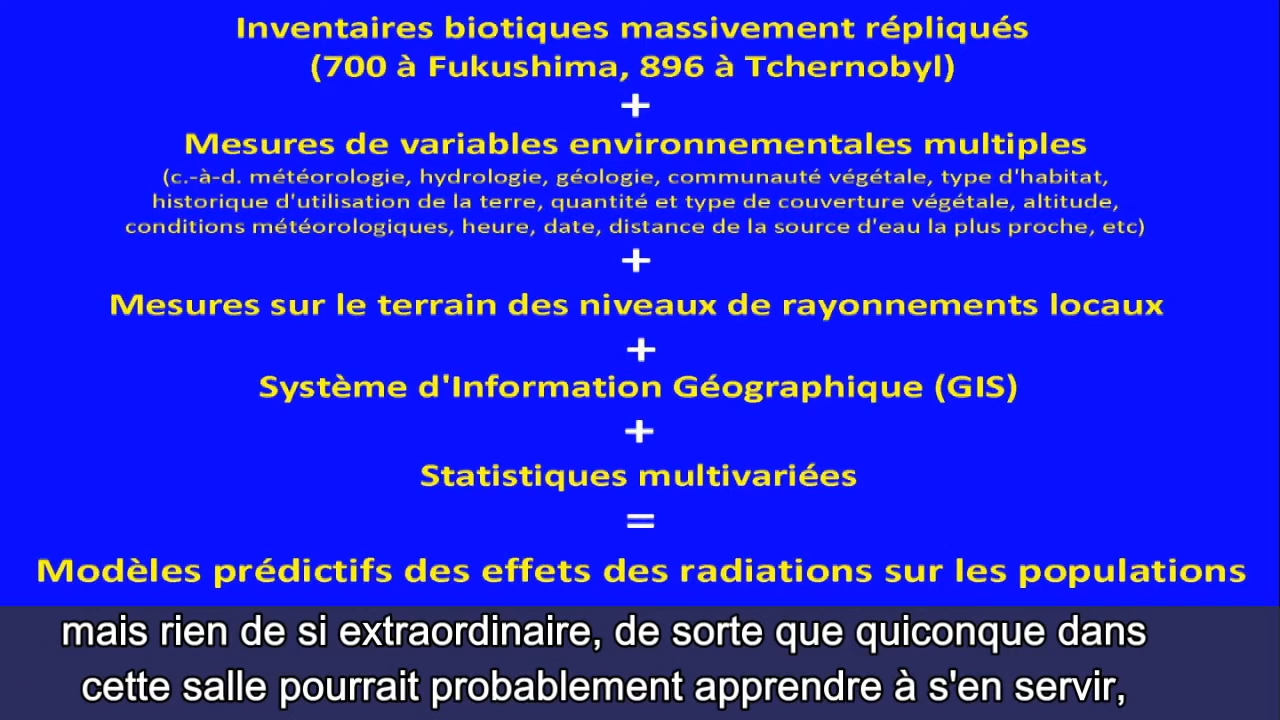 Inventaires biotiques massivement répliqués
(700 à Fukushima, 896 à Tchernobyl)
+
Mesures de variables environnementales multiples
(c.-à-d. météorologie, hydrologie, géologie, communauté végétale, type d'habitat,
historique d'utilisation de la terre, quantité et type de couverture végétale, altitude,
conditions météorologiques, heure, date, distance de la source d'eau la plus proche, etc)
+
Mesures sur le terrain des niveaux de rayonnements locaux
+
Système d'Information Géographique (GIS)
+
Statistiques multivariées
=
Modèles prédictifs des effets des radiations sur les populations
mais rien de si extraordinaire, de sorte que quiconque dans
cette salle pourrait probablement apprendre à s'en servir,